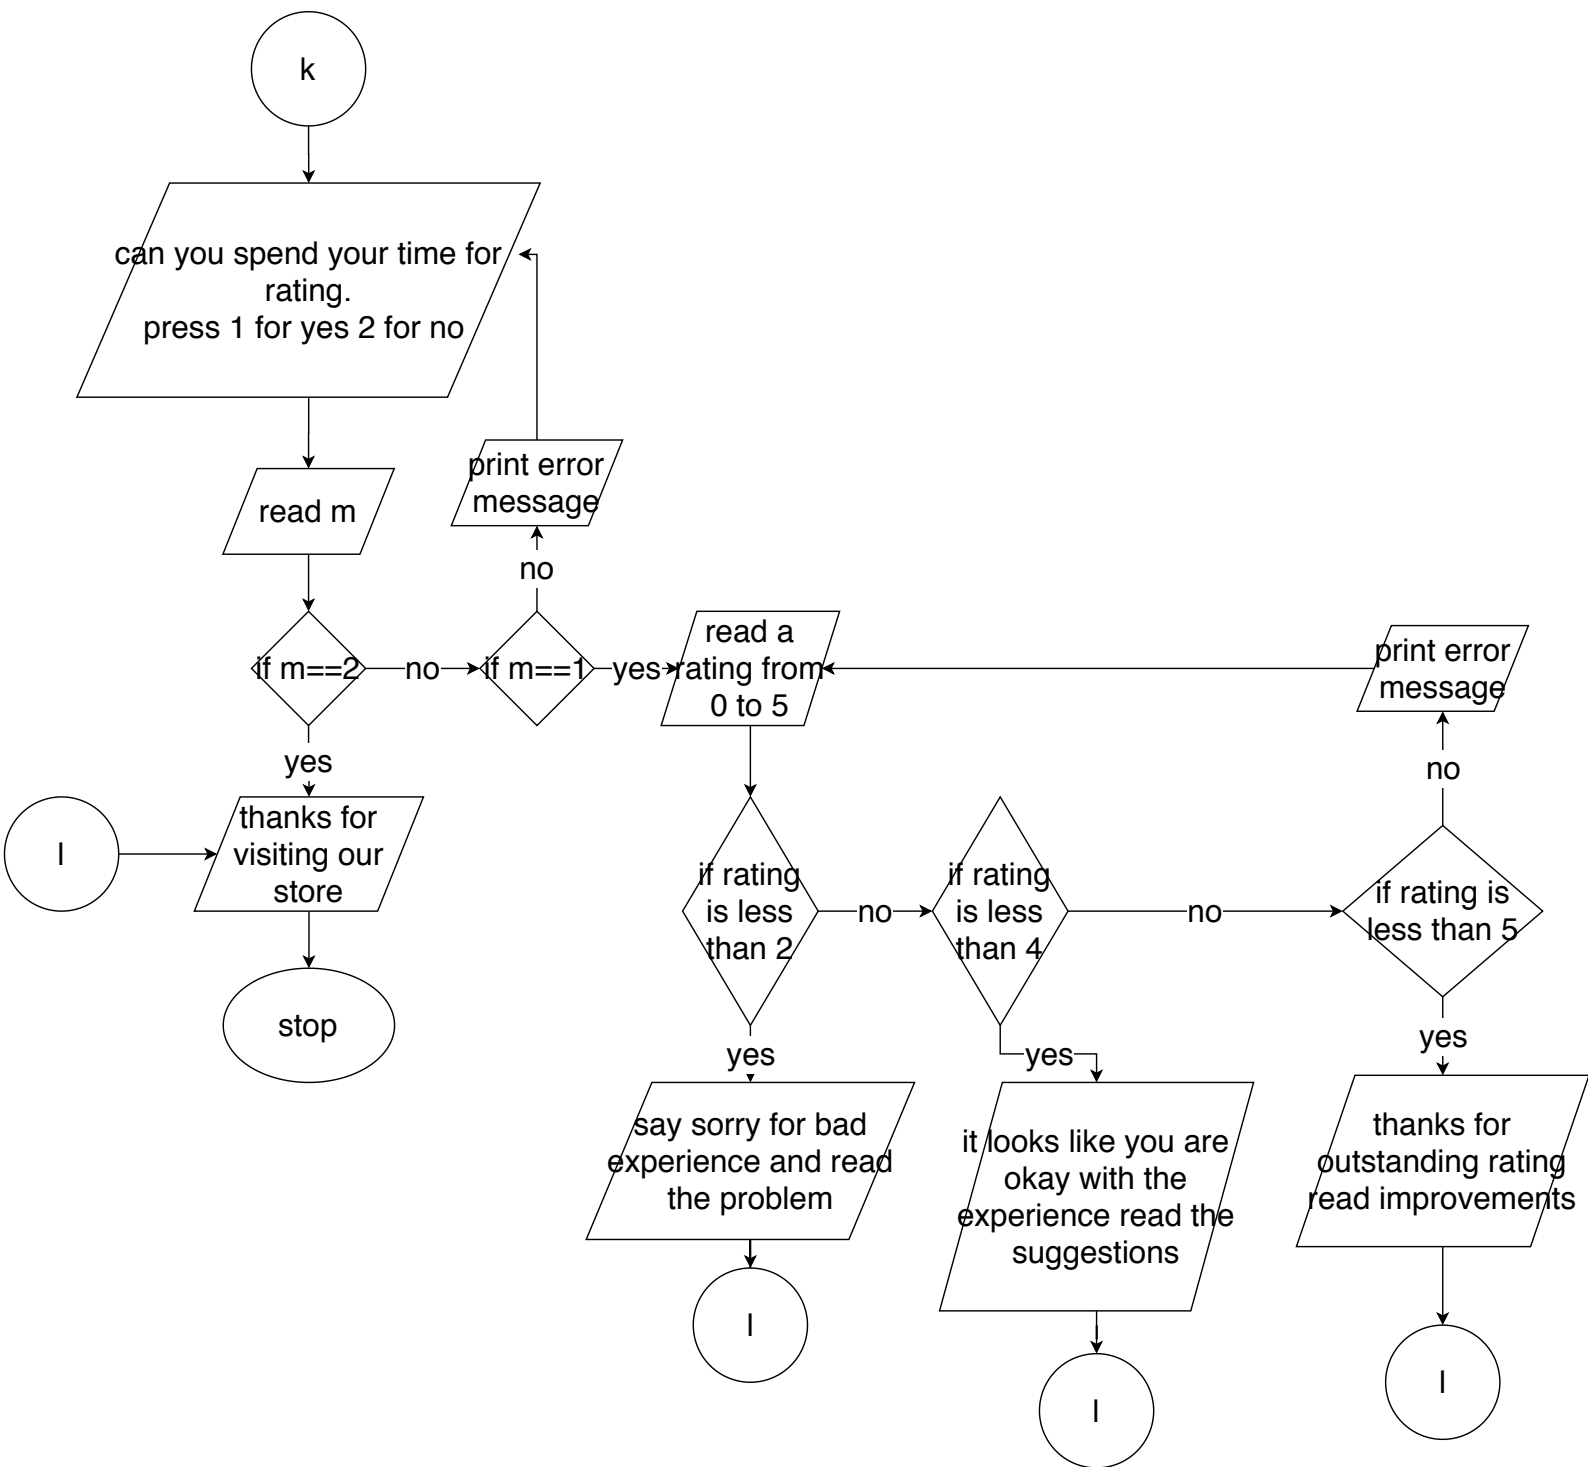 k
can you spend your time for
rating.
press 1 for yes 2 for no
print error
message
read m
no
if m==2
no
if m==1
yes
read a
rating from
0 to 5
print error
message
yes
no
l
thanks for
visiting our
store
if rating
is less
than 2
no
if rating
is less
than 4
no
if rating is
less than 5
stop
yes
yes
yes
say sorry for bad
experience and read
the problem
it looks like you are
okay with the
experience read the
suggestions
thanks for
outstanding rating
read improvements
l
l
l